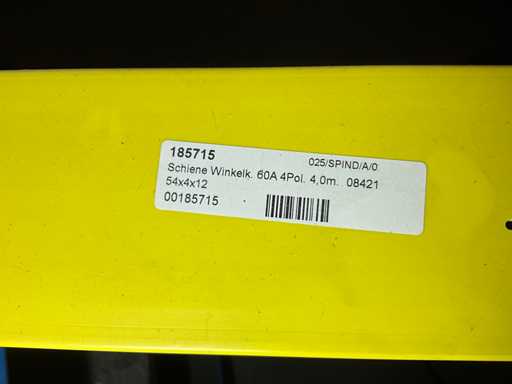 185715 025/SPIND/A/0
Schiene Winkelk. 60A 4Pol. 4,0m. 08421
54x4x12
00185715